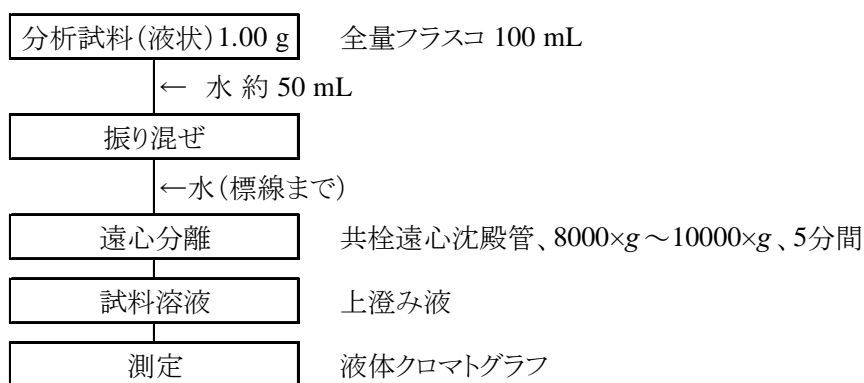 分析試料(液状)1.00 g 全量フラスコ 100 mL
← 水 約 50 mL
振り混ぜ
←水(標線まで)
遠心分離 共栓遠心沈殿管、8000×g～10000×g、5分間
試料溶液 上澄み液
測定 液体クロマトグラフ